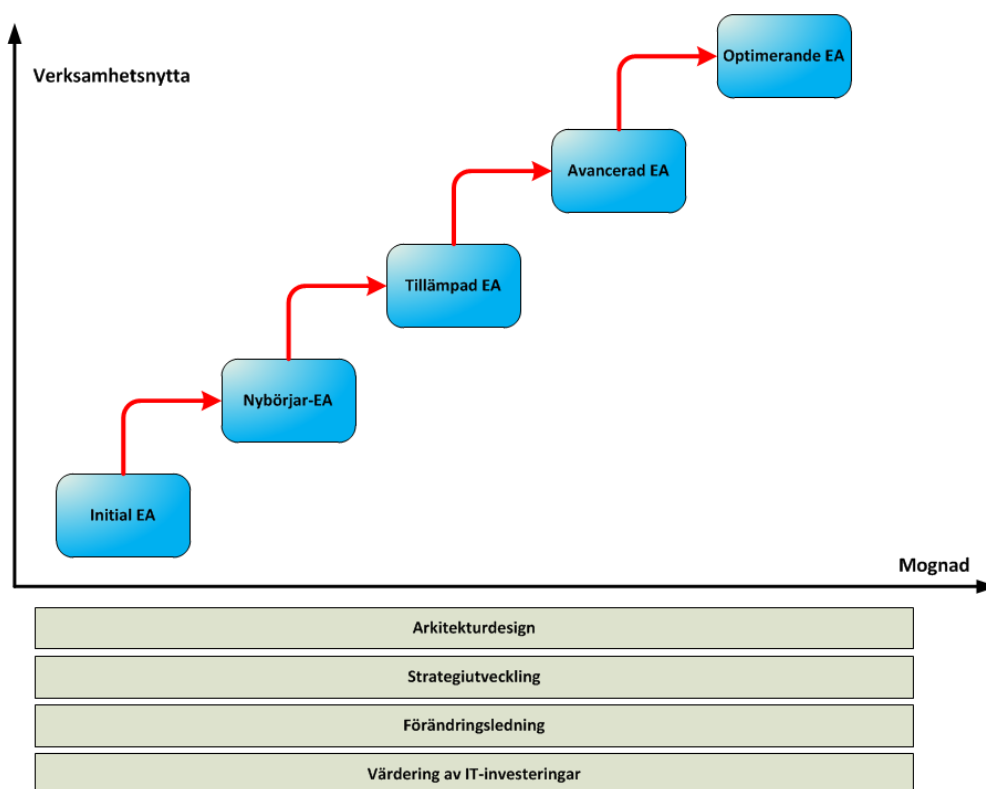 Verksamhetsnytta
Optimerande EA
Avancerad EA
Tillämpad EA
Nybörjar-EA
Initial EA
Mognad
Arkitekturdesign
Strategiutveckling
Förändringsledning
Värdering av IT-investeringar